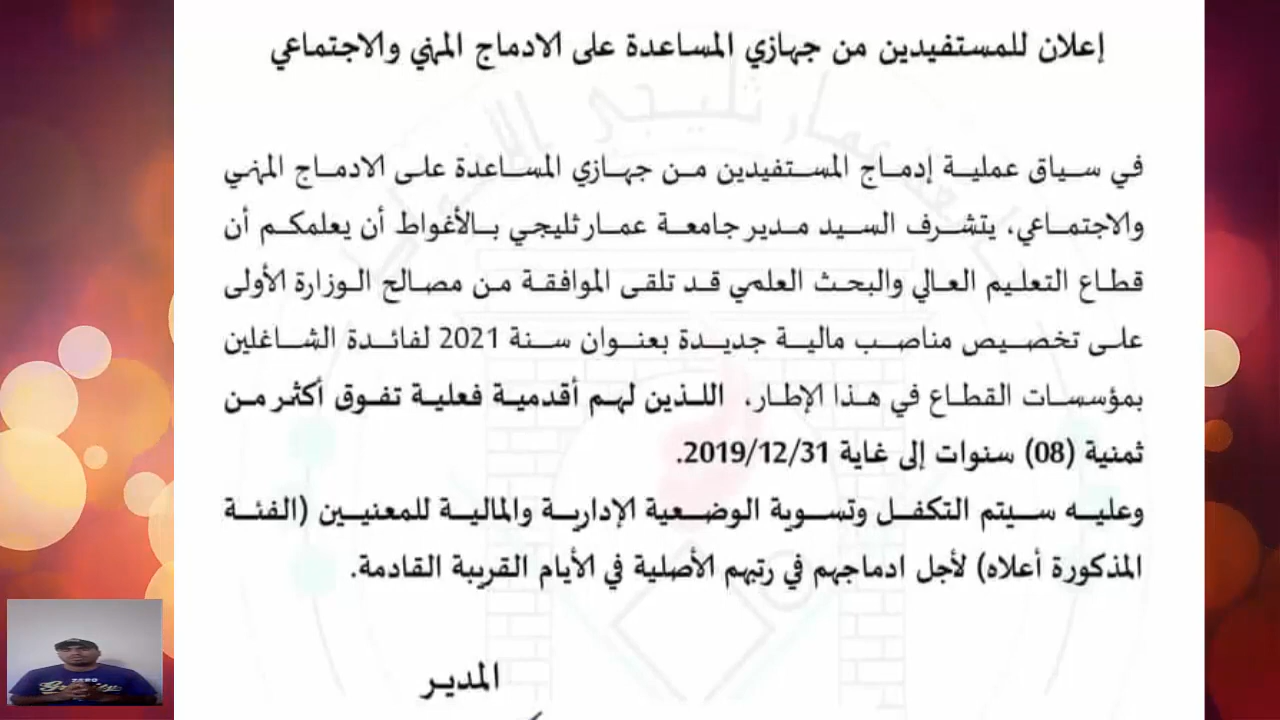 إعلان للمستفيدين من جهازي المساعدة على الادماج المهني والاجتماعي
في سياق عملية إدماج المستفيدين من جهازي المساعدة على الادماج المهني
والاجتماعي، يتشرف السيد مدير جامعة عمار ثليجي بالأغواط أن يعلمكم أن
قطاع التعليم العالي والبحث العلمي قد تلقى الموافقة من مصالح الوزارة الأولى
على تخصيص مناصب مالية جديدة بعنوان سنة 2021 لفائدة الشاغلين
بمؤسسات القطاع في هذا الإطار، اللذين لهم أقدمية فعلية تفوق أكثر من
ثمنية (08) سنوات إلى غاية 2019/12/31.
وعليه سيتم التكفل وتسوية الوضعية الإدارية والمالية للمعنيين (الفئة
المذكورة أعلاه) لأجل ادماجهم في رتبهم الأصلية في الأيام القريبة القادمة.
المدير